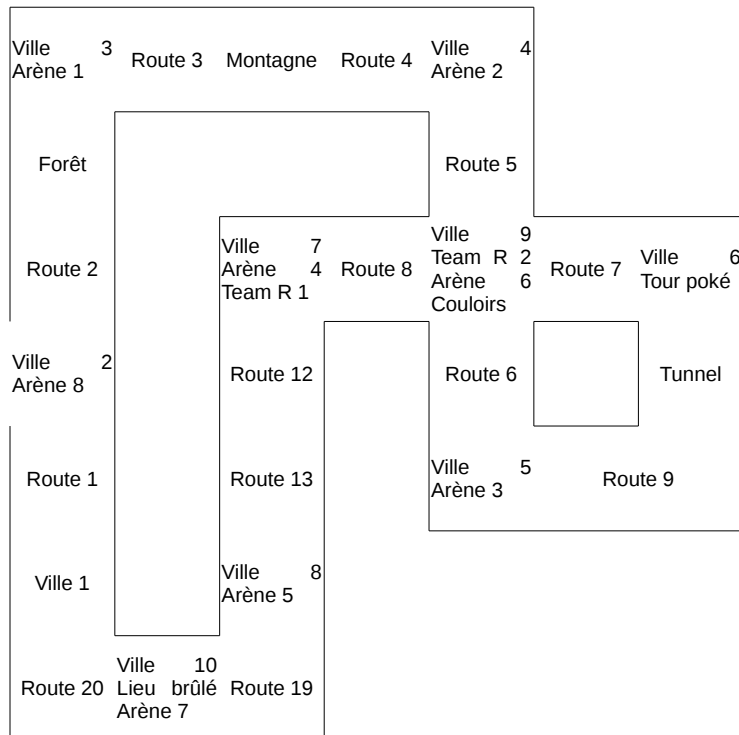 Ville 3
Arène 1
Route 3
Montagne
Route 4
Ville 4
Arène 2
Forêt
Route 5
Route 2
Ville 7
Arène 4
Team R 1
Route 8
Ville 9
Team R 2
Arène 6
Couloirs
Route 7
Ville 6
Tour poké
Ville 2
Arène 8
Route 12
Route 6
Tunnel
Route 1
Route 13
Ville 5
Arène 3
Route 9
Ville 1
Ville 8
Arène 5
Route 20
Ville 10
Lieu brûlé
Arène 7
Route 19